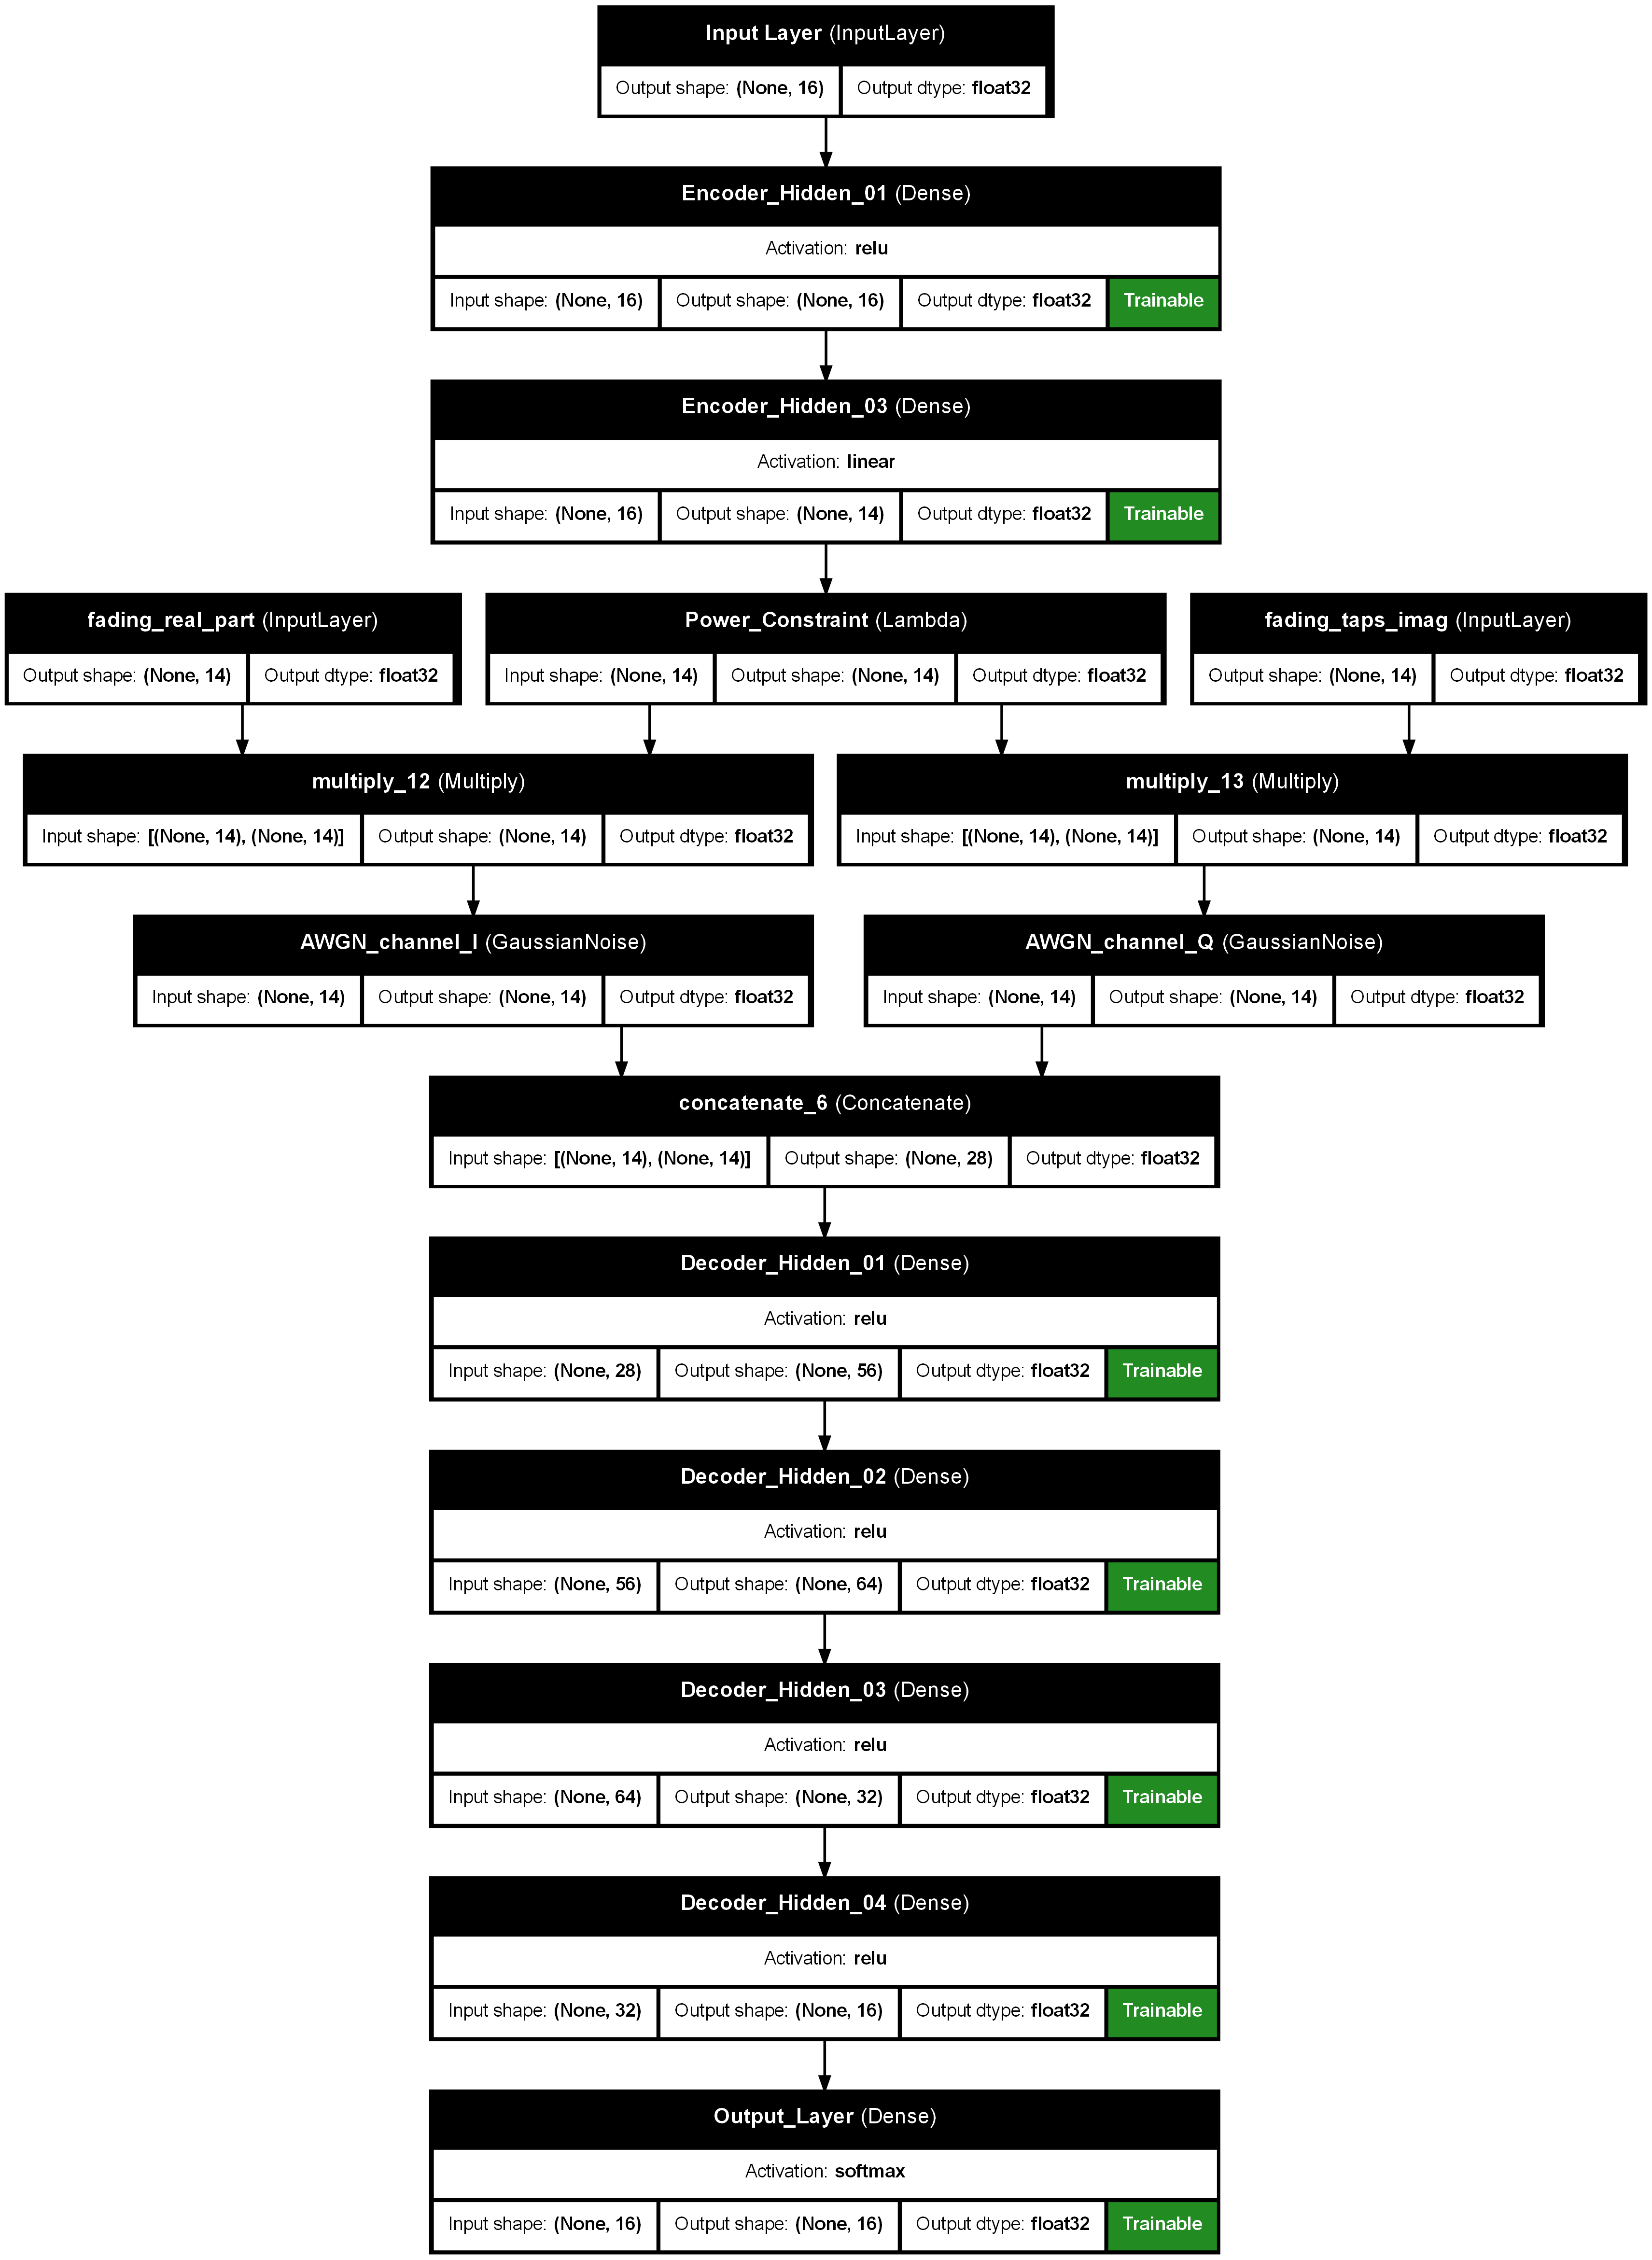 Input Layer (InputLayer)
Output shape: (None, 16) Output dtype: float32
Encoder_Hidden_01 (Dense)
Activation: relu
Input shape: (None, 16) Output shape: (None, 16) Output dtype: float32 Trainable
Encoder_Hidden_03 (Dense)
Activation: linear
Input shape: (None, 16) Output shape: (None, 14) Output dtype: float32 Trainable
fading_real_part (InputLayer)
Output shape: (None, 14) Output dtype: float32
Power_Constraint (Lambda)
Input shape: (None, 14) Output shape: (None, 14) Output dtype: float32
fading_taps_imag (InputLayer)
Output shape: (None, 14) Output dtype: float32
multiply_12 (Multiply)
Input shape: [(None, 14), (None, 14)] Output shape: (None, 14) Output dtype: float32
multiply_13 (Multiply)
Input shape: [(None, 14), (None, 14)] Output shape: (None, 14) Output dtype: float32
AWGN_channel_I (GaussianNoise)
Input shape: (None, 14) Output shape: (None, 14) Output dtype: float32
AWGN_channel_Q (GaussianNoise)
Input shape: (None, 14) Output shape: (None, 14) Output dtype: float32
concatenate_6 (Concatenate)
Input shape: [(None, 14), (None, 14)] Output shape: (None, 28) Output dtype: float32
Decoder_Hidden_01 (Dense)
Activation: relu
Input shape: (None, 28) Output shape: (None, 56) Output dtype: float32 Trainable
Decoder_Hidden_02 (Dense)
Activation: relu
Input shape: (None, 56) Output shape: (None, 64) Output dtype: float32 Trainable
Decoder_Hidden_03 (Dense)
Activation: relu
Input shape: (None, 64) Output shape: (None, 32) Output dtype: float32 Trainable
Decoder_Hidden_04 (Dense)
Activation: relu
Input shape: (None, 32) Output shape: (None, 16) Output dtype: float32 Trainable
Output_Layer (Dense)
Activation: softmax
Input shape: (None, 16) Output shape: (None, 16) Output dtype: float32 Trainable